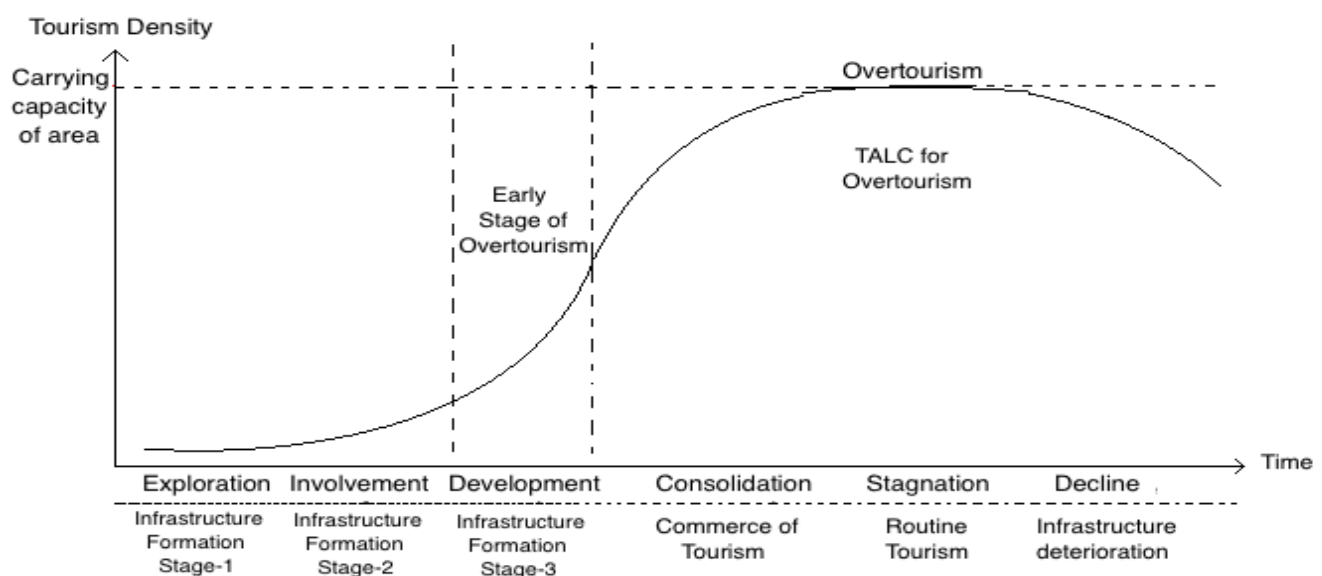 Tourism Density
Carrying
capacity
of area
Overtourism
TALC for
Overtourism
Early
Stage of
Overtourism
Time
Exploration Involvement Development Consolidation Stagnation Decline
Infrastructure
Formation
Stage-1
Infrastructure
Formation
Stage-2
Infrastructure
Formation
Stage-3
Commerce of
Tourism
Routine
Tourism
Infrastructure
deterioration